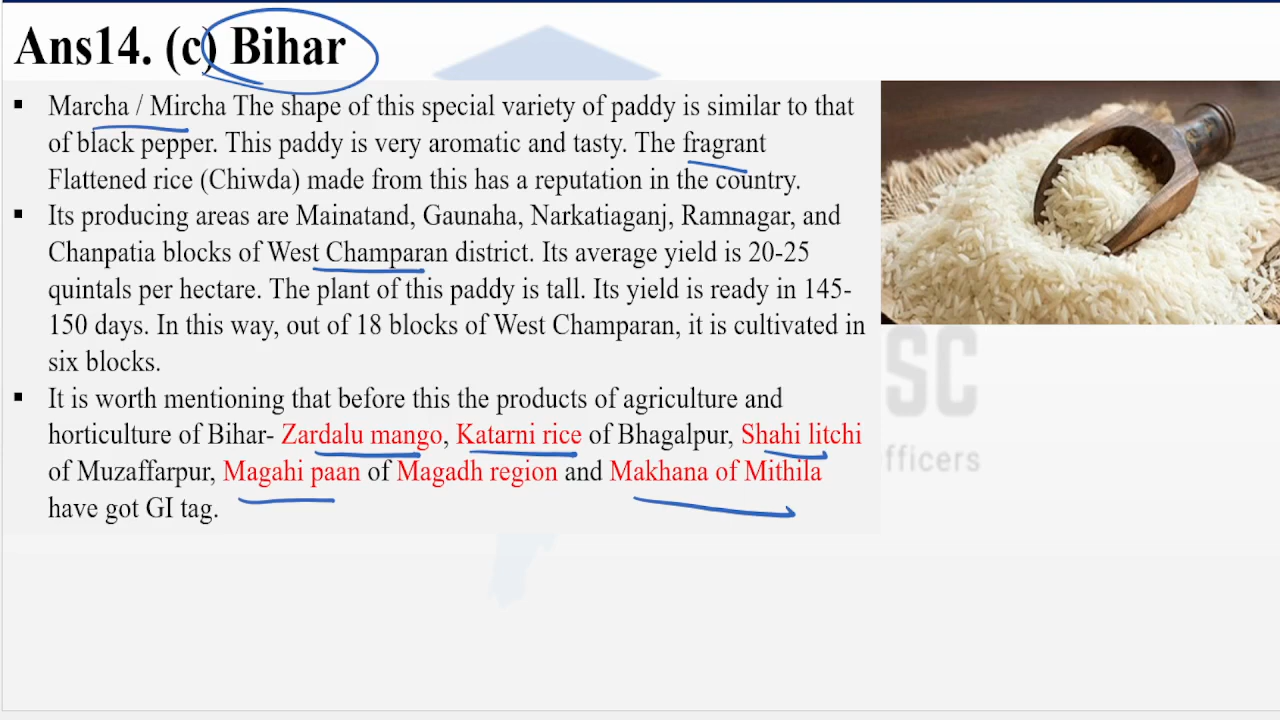 Ans14. (c) Bihar
▪ Marcha / Mircha The shape of this special variety of paddy is similar to that
of black pepper. This paddy is very aromatic and tasty. The fragrant
Flattened rice (Chiwda) made from this has a reputation in the country.
▪ Its producing areas are Mainatand, Gaunaha, Narkatiaganj, Ramnagar, and
Chanpatia blocks of West Champaran district. Its average yield is 20-25
quintals per hectare. The plant of this paddy is tall. Its yield is ready in 145-
150 days. In this way, out of 18 blocks of West Champaran, it is cultivated in
six blocks.
▪ It is worth mentioning that before this the products of agriculture and
horticulture of Bihar- Zardalu mango, Katarni rice of Bhagalpur, Shahi litchi
of Muzaffarpur, Magahi paan of Magadh region and Makhana of Mithila
have got GI tag.
SC
fficers